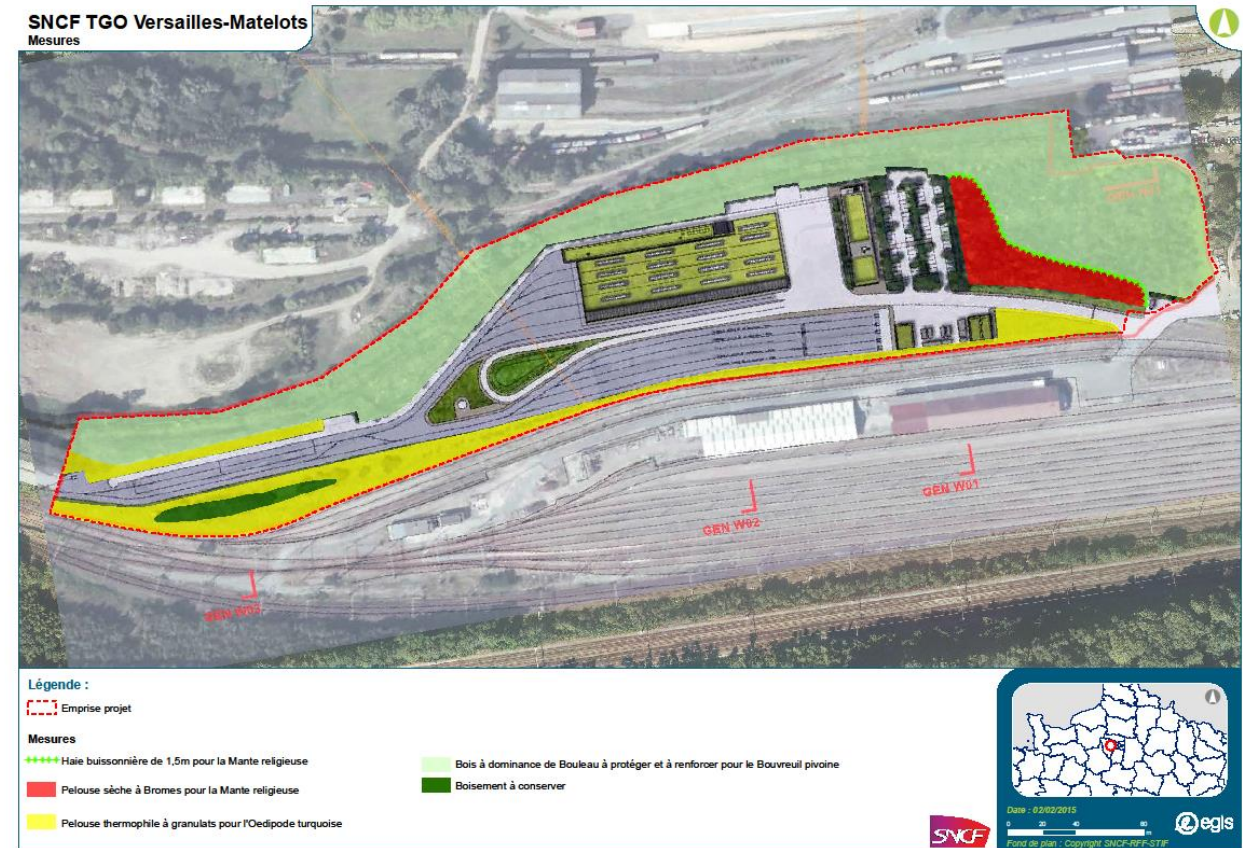 SNCF TGO Versailles-Matelots
Mesures
GEN W01
GEN W02
GEN W03
Légende :
Emprise projet
Mesures
Haie buissonnière de 1,5m pour la Mante religieuse
Pelouse sèche à Bromes pour la Mante religieuse
Pelouse thermophile à granulats pour l'Oedipode turquoise
Bois à dominance de Bouleau à protéger et à renforcer pour le Bouvreuil pivoine
Boisement à conserver
SNCF
Date : 02/02/2015
0 20 40 80
m
egis
Fond de plan : Copyright SNCF-RFF-STIF